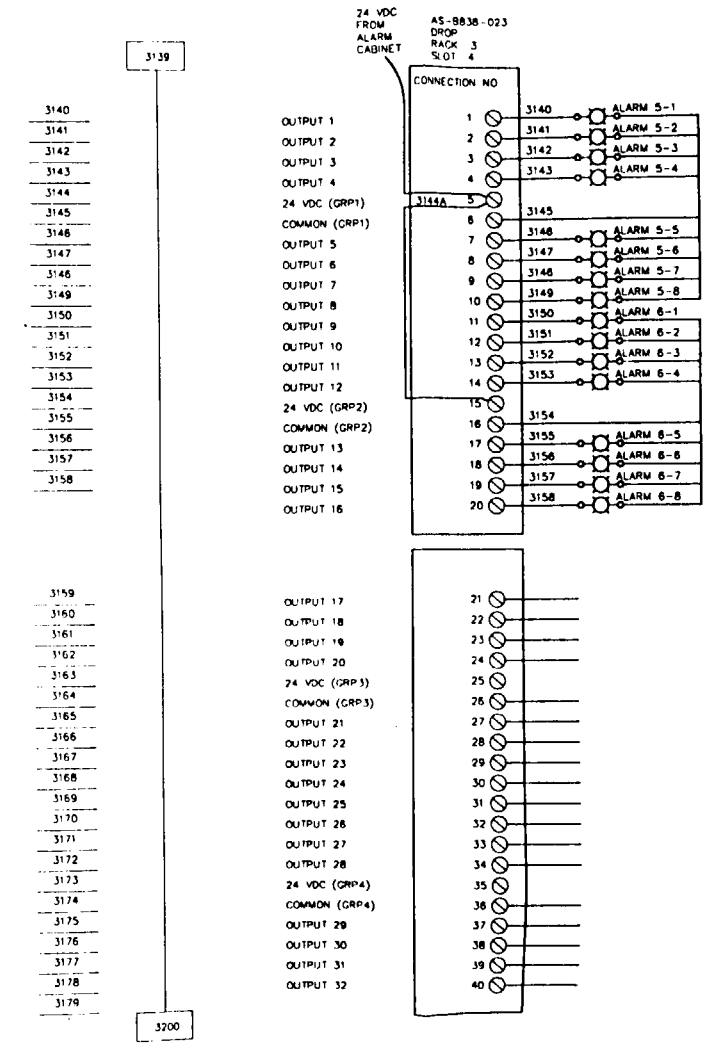 24 VDC
FROM
ALARM
CABINET
AS-B838-023
DROP
RACK 3
SLOT 4
3139
CONNECTION NO
3140 OUTPUT 1 1 3140 ALARM 5-1
3141 OUTPUT 2 2 3141 ALARM 5-2
3142 OUTPUT 3 3 3142 ALARM 5-3
3143 OUTPUT 4 4 3143 ALARM 5-4
3144 24 VDC (GRP1) 3144A 5
3145 COMMON (GRP1) 6 3145
3146 OUTPUT 5 7 3146 ALARM 5-5
3147 OUTPUT 6 8 3147 ALARM 5-6
3148 OUTPUT 7 9 3148 ALARM 5-7
3149 OUTPUT 8 10 3149 ALARM 5-8
3150 OUTPUT 9 11 3150 ALARM 6-1
3151 OUTPUT 10 12 3151 ALARM 6-2
3152 OUTPUT 11 13 3152 ALARM 6-3
3153 OUTPUT 12 14 3153 ALARM 6-4
3154 24 VDC (GRP2) 15
3155 COMMON (GRP2) 16 3154
3156 OUTPUT 13 17 3155 ALARM 6-5
3157 OUTPUT 14 18 3156 ALARM 6-6
3158 OUTPUT 15 19 3157 ALARM 6-7
OUTPUT 16 20 3158 ALARM 6-8
3159 OUTPUT 17 21
3160 OUTPUT 18 22
3161 OUTPUT 19 23
3162 OUTPUT 20 24
3163 24 VDC (GRP3) 25
3164 COMMON (GRP3) 26
3165 OUTPUT 21 27
3166 OUTPUT 22 28
3167 OUTPUT 23 29
3168 OUTPUT 24 30
3169 OUTPUT 25 31
3170 OUTPUT 26 32
3171 OUTPUT 27 33
3172 OUTPUT 28 34
3173 24 VDC (GRP4) 35
3174 COMMON (GRP4) 36
3175 OUTPUT 29 37
3176 OUTPUT 30 38
3177 OUTPUT 31 39
3178 OUTPUT 32 40
3179
3200